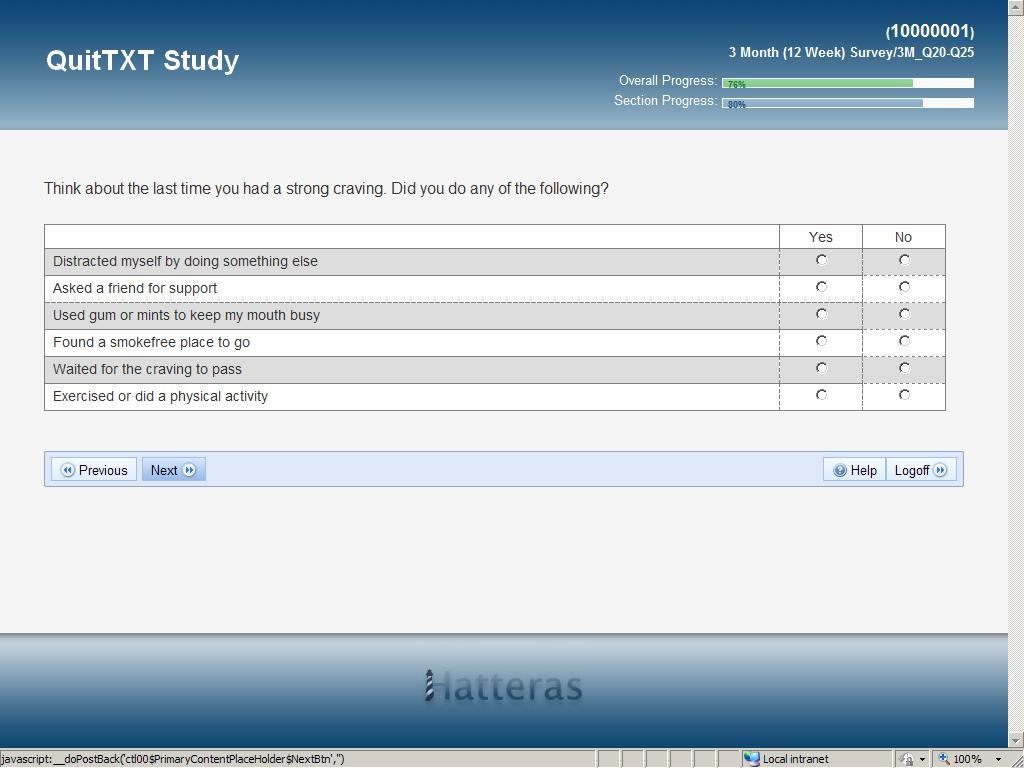 (10000001)
QuitTXT Study
3 Month (12 Week) Survey/3M_Q20-Q25
Overall Progress: 76%
Section Progress: 80%
Think about the last time you had a strong craving. Did you do any of the following?
Yes No
Distracted myself by doing something else
Asked a friend for support
Used gum or mints to keep my mouth busy
Found a smokefree place to go
Waited for the craving to pass
Exercised or did a physical activity
Previous Next Help Logoff
Hatteras
javascript:__doPostBack('ctl00$PrimaryContentPlaceHolder$NextBtn','') Local intranet 100%